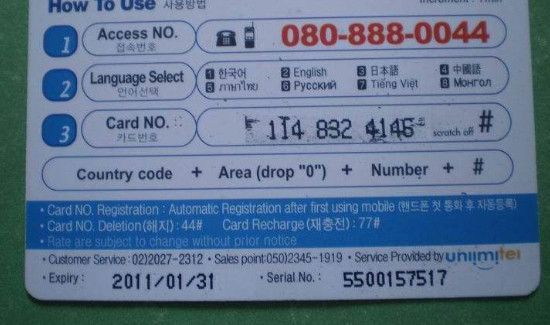 How To Use 사용방법
1 Access NO. 접속번호 080-888-0044
2 Language Select 언어선택 1 한국어 2 English 3 日本語 4 中國語
5 ภาษาไทย 6 Русский 7 Tiếng Việt 8 Монгол
3 Card NO. 카드번호 114 832 4145 scratch off #
Country code + Area (drop "0") + Number + #
• Card NO. Registration : Automatic Registration after first using mobile (핸드폰 첫 통화 후 자동등록)
• Card NO. Deletion(해지) : 44# Card Recharge(재충전) : 77#
• Rate are subject to change without prior notice
• Customer Service : 02)2027-2312 • Sales point:050)2345-1919 • Service Provided by unlimitel
• Expiry : 2011/01/31 • Serial No. : 5500157517